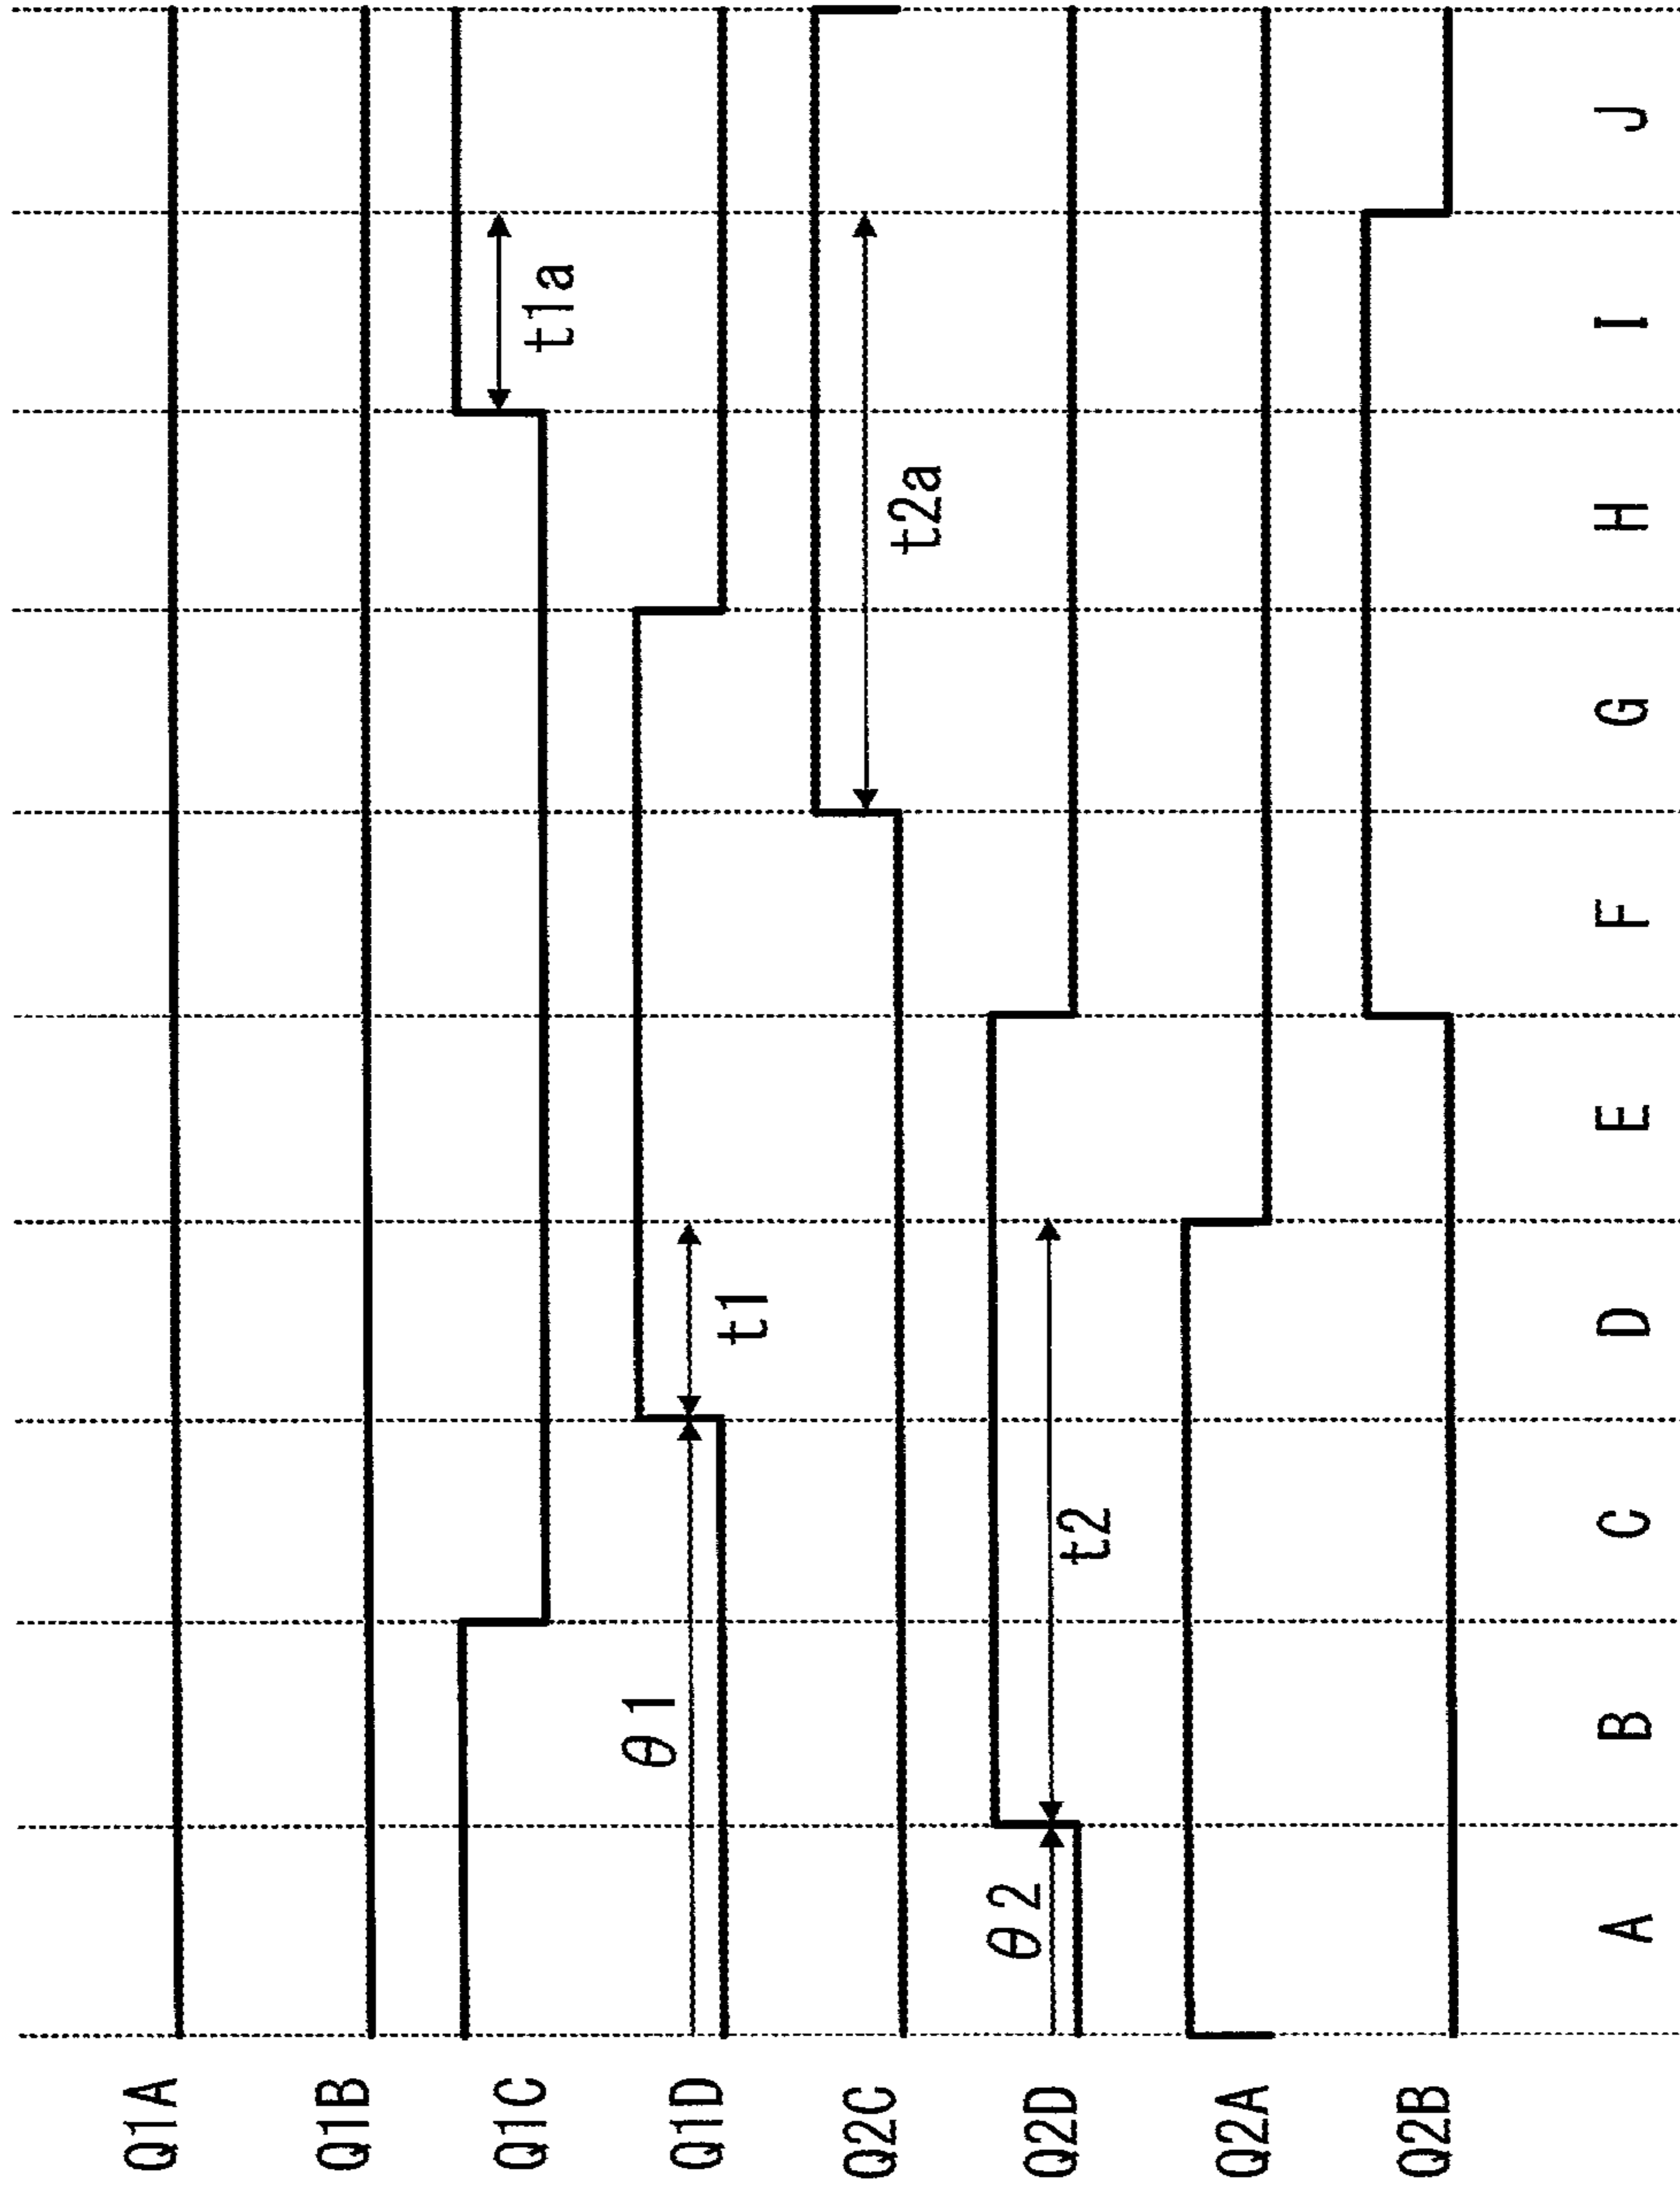 Q1A
Q1B
Q1C
t1a
Q1D
θ1
t1
Q2C
t2a
Q2D
θ2
t2
Q2A
Q2B
A B C D E F G H I J